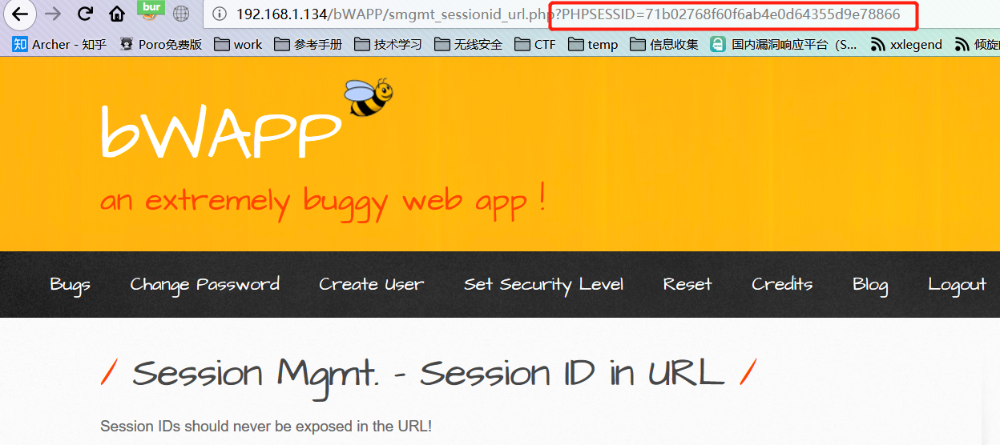 bur
192.168.1.134/bWAPP/smgmt_sessionid_url.php?PHPSESSID=71b02768f60f6ab4e0d64355d9e78866
知 Archer - 知乎 Poro免费版 work 参考手册 技术学习 无线安全 CTF temp 信息收集 国内漏洞响应平台（S... xxlegend 倾旋
bWAPP
an extremely buggy web app !
Bugs Change Password Create User Set Security Level Reset Credits Blog Logout
/ Session Mgmt. - Session ID in URL /
Session IDs should never be exposed in the URL!